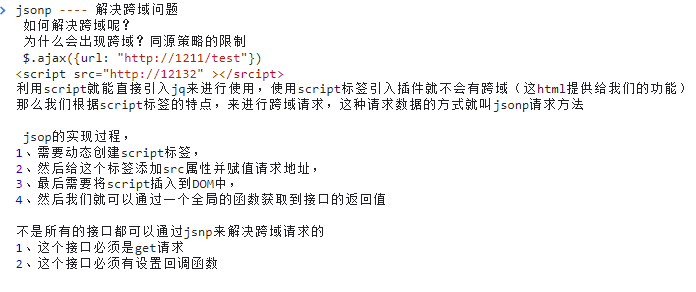 jsonp ---- 解决跨域问题
如何解决跨域呢？
为什么会出现跨域？同源策略的限制
$.ajax({url: "http://1211/test"})
<script src="http://12132" ></srcipt>
利用script就能直接引入jq来进行使用，使用script标签引入插件就不会有跨域（这html提供给我们的功能）
那么我们根据script标签的特点，来进行跨域请求，这种请求数据的方式就叫jsonp请求方法
jsop的实现过程，
1、需要动态创建script标签，
2、然后给这个标签添加src属性并赋值请求地址，
3、最后需要将script插入到DOM中，
4、然后我们就可以通过一个全局的函数获取到接口的返回值
不是所有的接口都可以通过jsnp来解决跨域请求的
1、这个接口必须是get请求
2、这个接口必须有设置回调函数